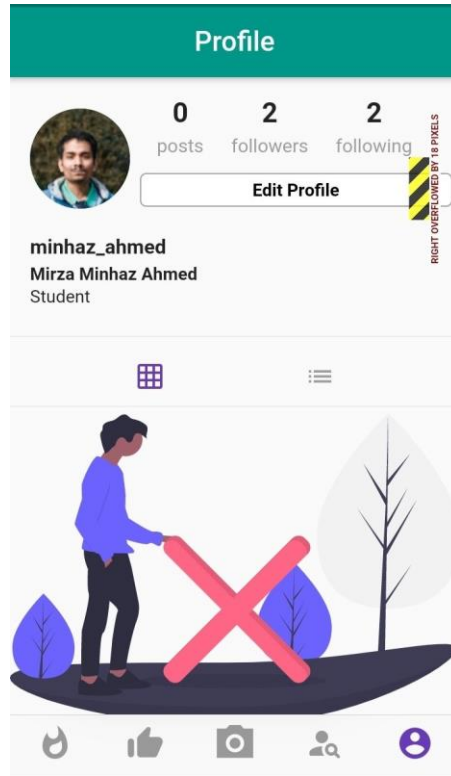 Profile
0 2 2
posts followers following
Edit Profile
RIGHT OVERFLOWED BY 18 PIXELS
minhaz_ahmed
Mirza Minhaz Ahmed
Student